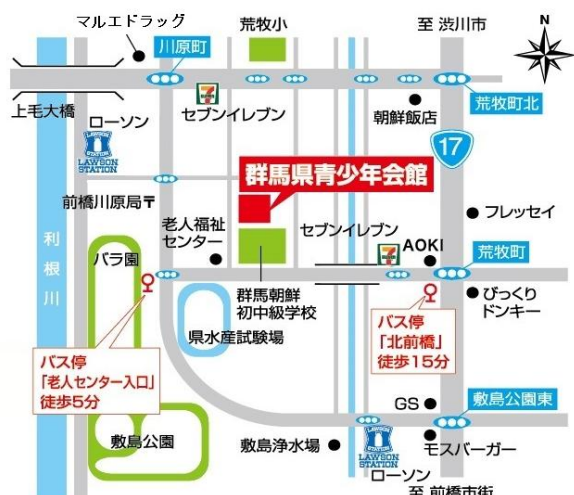 マルエドラッグ
荒牧小
至 渋川市
N
川原町
上毛大橋
7
ELEVEN
セブンイレブン
朝鮮飯店
荒牧町北
ローソン
LAWSON
STATION
17
群馬県青少年会館
前橋川原局〒
老人福祉
センター
セブンイレブン
フレッセイ
利根川
バラ園
7
ELEVEN
AOKI
荒牧町
群馬朝鮮
初中級学校
びっくり
ドンキー
県水産試験場
バス停
「老人センター入口」
徒歩5分
バス停
「北前橋」
徒歩15分
GS
敷島公園東
敷島公園
敷島浄水場
LAWSON
STATION
モスバーガー
ローソン
至 前橋市街